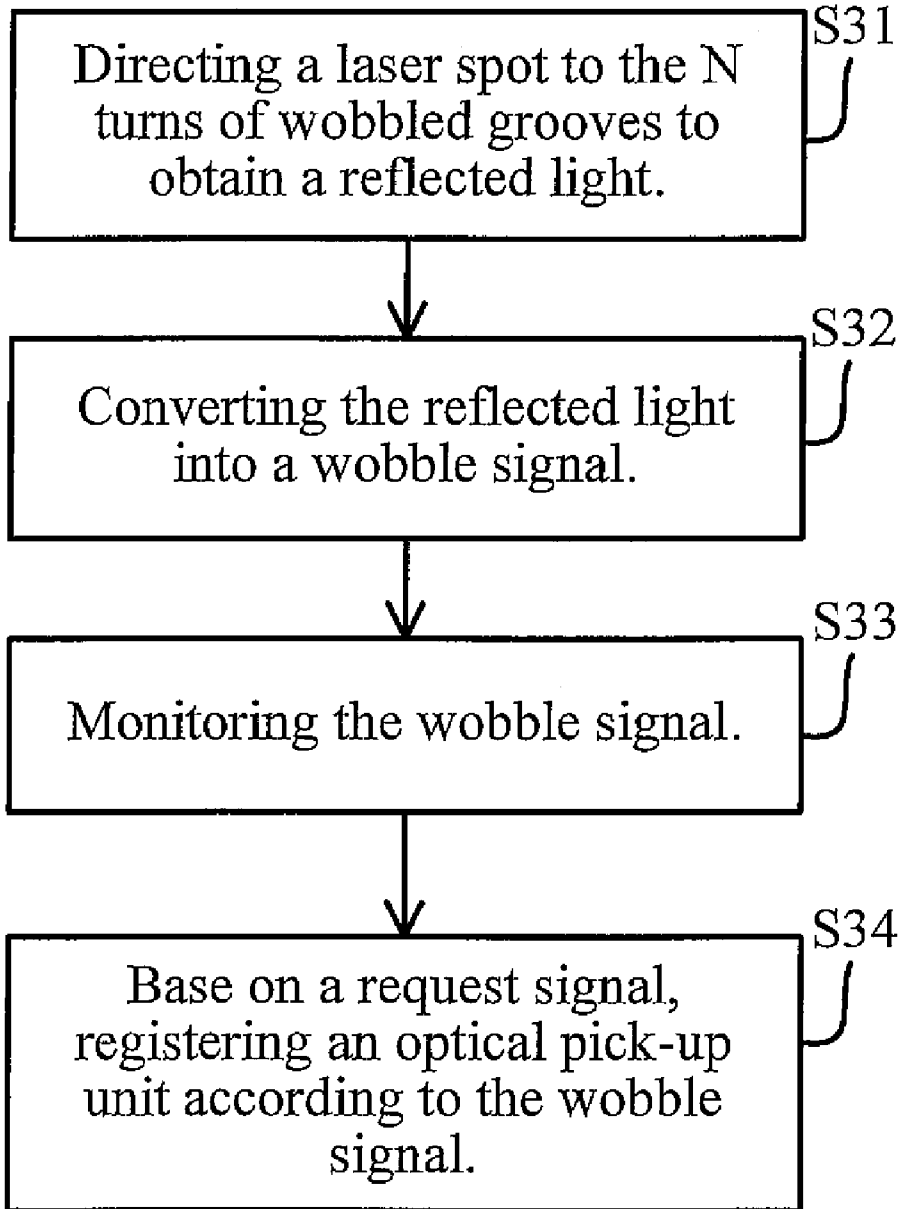 S31
Directing a laser spot to the N
turns of wobbled grooves to
obtain a reflected light.
S32
Converting the reflected light
into a wobble signal.
S33
Monitoring the wobble signal.
S34
Base on a request signal,
registering an optical pick-up
unit according to the wobble
signal.